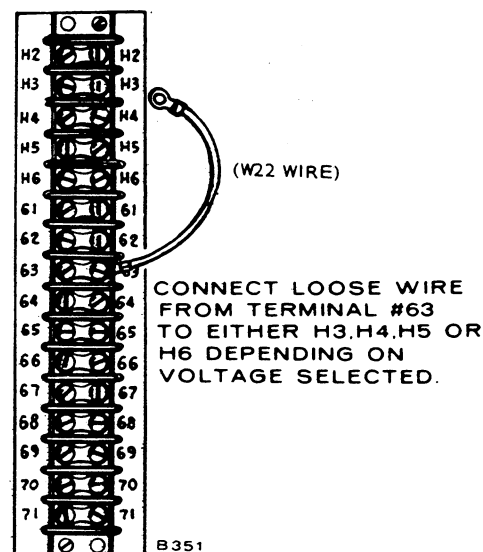 H2 H2
H3 H3
H4 H4
H5 H5
H6 H6
61 61
62 62
63 63
64 64
65 65
66 66
67 67
68 68
69 69
70 70
71 71
(W22 WIRE)
CONNECT LOOSE WIRE
FROM TERMINAL #63
TO EITHER H3,H4,H5 OR
H6 DEPENDING ON
VOLTAGE SELECTED.
B351